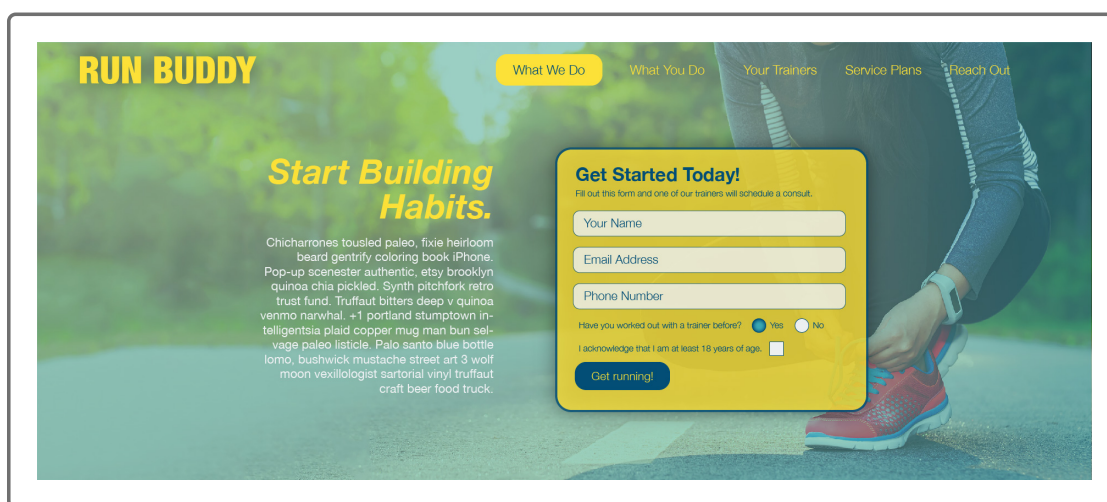 RUN BUDDY
What We Do
What You Do
Your Trainers
Service Plans
Reach Out
Start Building
Habits.
Chicharrones tousled paleo, fixie heirloom
beard gentrify coloring book iPhone.
Pop-up scenester authentic, etsy brooklyn
quinoa chia pickled. Synth pitchfork retro
trust fund. Truffaut bitters deep v quinoa
venmo narwhal. +1 portland stumptown in-
telligentsia plaid copper mug man bun sel-
vage paleo listicle. Palo santo blue bottle
lomo, bushwick mustache street art 3 wolf
moon vexillologist sartorial vinyl truffaut
craft beer food truck.
Get Started Today!
Fill out this form and one of our trainers will schedule a consult.
Your Name
Email Address
Phone Number
Have you worked out with a trainer before? Yes No
I acknowledge that I am at least 18 years of age.
Get running!